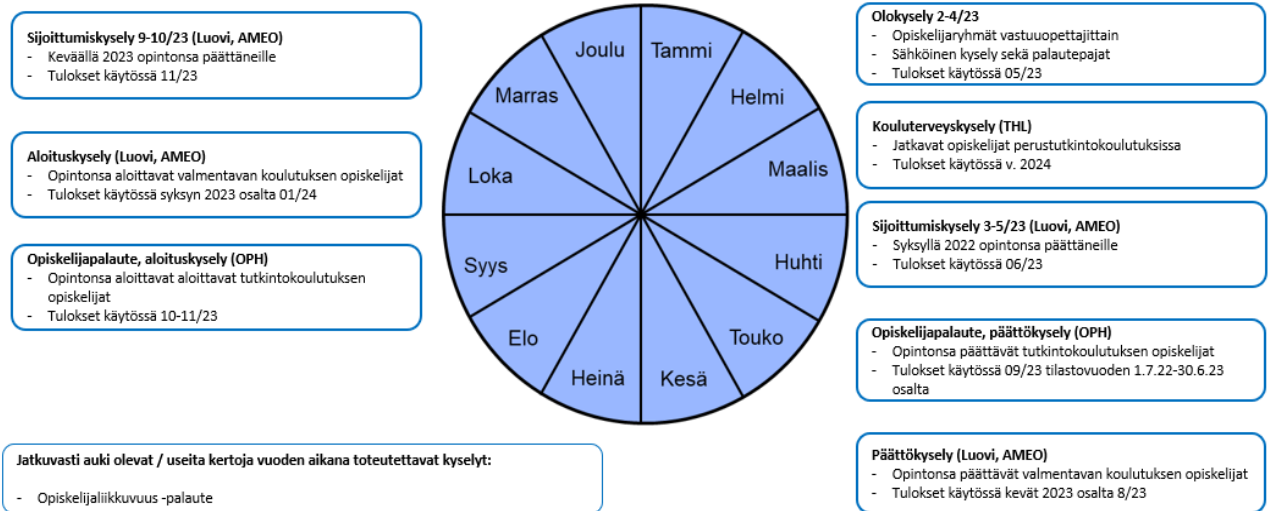 Sijoittumiskysely 9-10/23 (Luovi, AMEO)
- Keväällä 2023 opintonsa päättäneille
- Tulokset käytössä 11/23
Aloituskysely (Luovi, AMEO)
- Opintonsa aloittavat valmentavan koulutuksen opiskelijat
- Tulokset käytössä syksyn 2023 osalta 01/24
Opiskelijapalaute, aloituskysely (OPH)
- Opintonsa aloittavat aloittavat tutkintokoulutuksen
opiskelijat
- Tulokset käytössä 10-11/23
Joulu
Tammi
Marras
Helmi
Loka
Maalis
Syys
Huhti
Elo
Touko
Heinä
Kesä
Olokysely 2-4/23
- Opiskelijaryhmät vastuuopettajittain
- Sähköinen kysely sekä palautepajat
- Tulokset käytössä 05/23
Kouluterveyskysely (THL)
- Jatkavat opiskelijat perustutkintokoulutuksissa
- Tulokset käytössä v. 2024
Sijoittumiskysely 3-5/23 (Luovi, AMEO)
- Syksyllä 2022 opintonsa päättäneille
- Tulokset käytössä 06/23
Opiskelijapalaute, päättökysely (OPH)
- Opintonsa päättävät tutkintokoulutuksen opiskelijat
- Tulokset käytössä 09/23 tilastovuoden 1.7.22-30.6.23
osalta
Päättökysely (Luovi, AMEO)
- Opintonsa päättävät valmentavan koulutuksen opiskelijat
- Tulokset käytössä kevät 2023 osalta 8/23
Jatkuvasti auki olevat / useita kertoja vuoden aikana toteutettavat kyselyt:
- Opiskelijaliikkuvuus -palaute